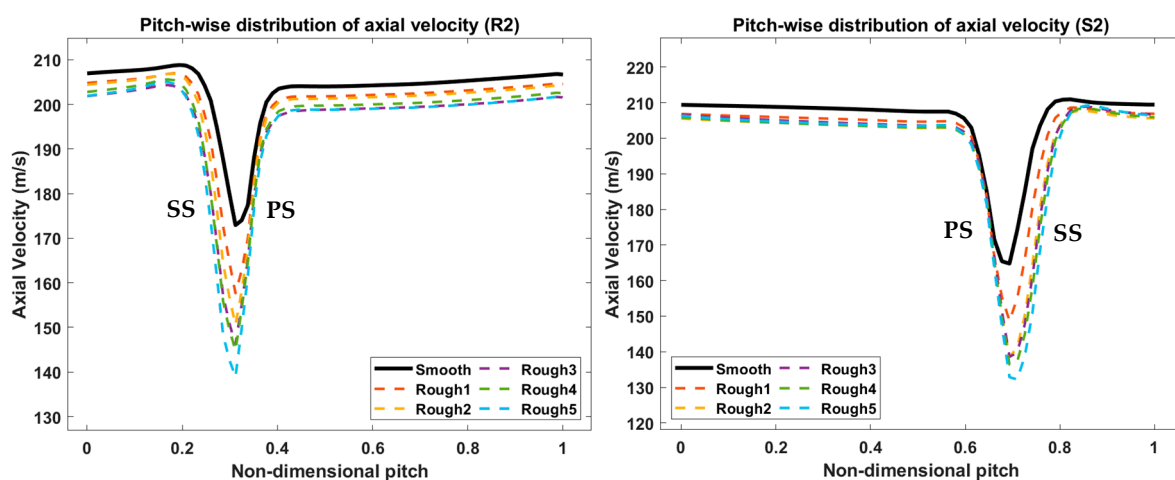 Pitch-wise distribution of axial velocity (R2)
Axial Velocity (m/s)
210
200
190
180
170
160
150
140
130
SS
PS
Smooth
Rough1
Rough2
Rough3
Rough4
Rough5
0
0.2
0.4
0.6
0.8
1
Non-dimensional pitch
Pitch-wise distribution of axial velocity (S2)
Axial Velocity (m/s)
220
210
200
190
180
170
160
150
140
130
120
PS
SS
Smooth
Rough1
Rough2
Rough3
Rough4
Rough5
0
0.2
0.4
0.6
0.8
1
Non-dimensional pitch